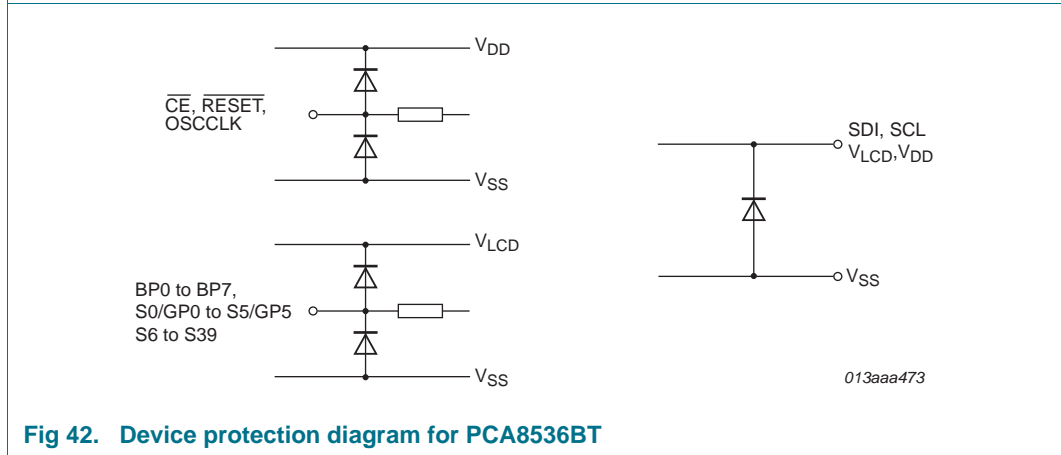 VDD
CE, RESET,
OSCCLK
VSS
VLCD
BP0 to BP7,
S0/GP0 to S5/GP5
S6 to S39
VSS
SDI, SCL
VLCD,VDD
VSS
013aaa473
Fig 42. Device protection diagram for PCA8536BT